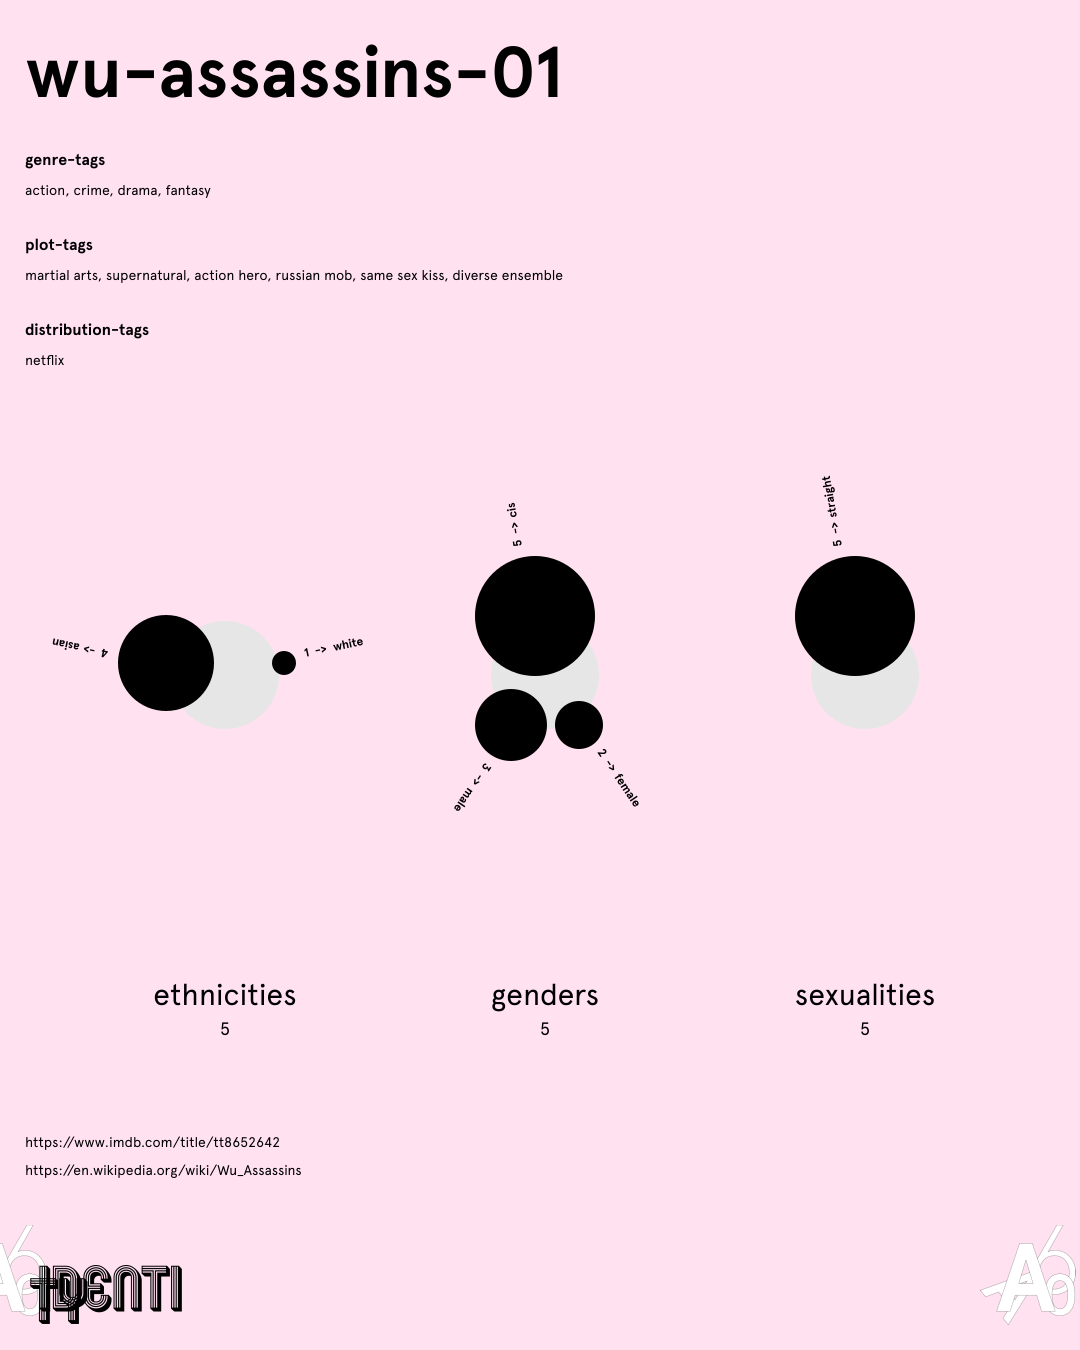 wu-assassins-01
genre-tags
action, crime, drama, fantasy
plot-tags
martial arts, supernatural, action hero, russian mob, same sex kiss, diverse ensemble
distribution-tags
netflix
4 -> asian
1 -> white
5 -> cis
3 -> male
2 -> female
5 -> straight
ethnicities
5
genders
5
sexualities
5
https://www.imdb.com/title/tt8652642
https://en.wikipedia.org/wiki/Wu_Assassins